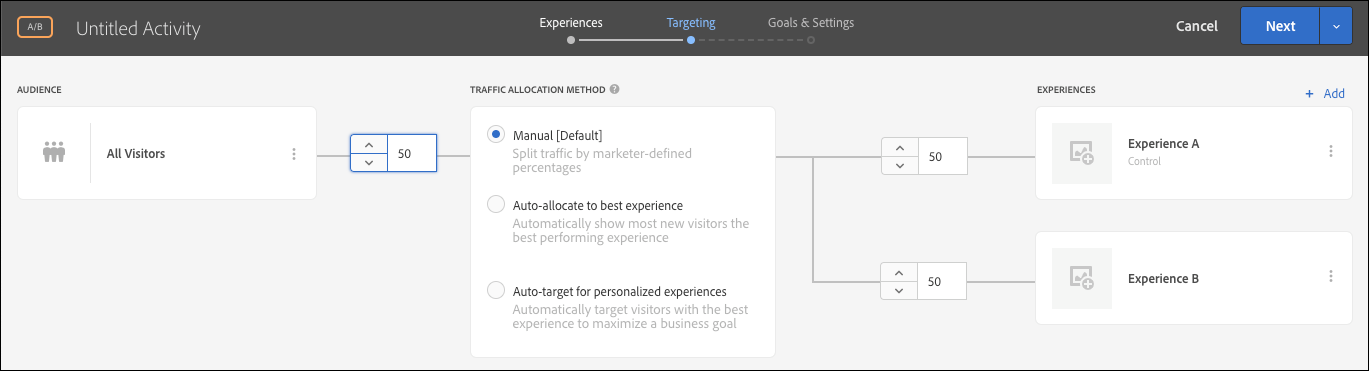 A/B
Untitled Activity
Experiences
Targeting
Goals & Settings
Cancel
Next
AUDIENCE
All Visitors
50
TRAFFIC ALLOCATION METHOD ?
Manual [Default]
Split traffic by marketer-defined
percentages
Auto-allocate to best experience
Automatically show most new visitors the
best performing experience
Auto-target for personalized experiences
Automatically target visitors with the best
experience to maximize a business goal
50
50
EXPERIENCES
+ Add
Experience A
Control
Experience B